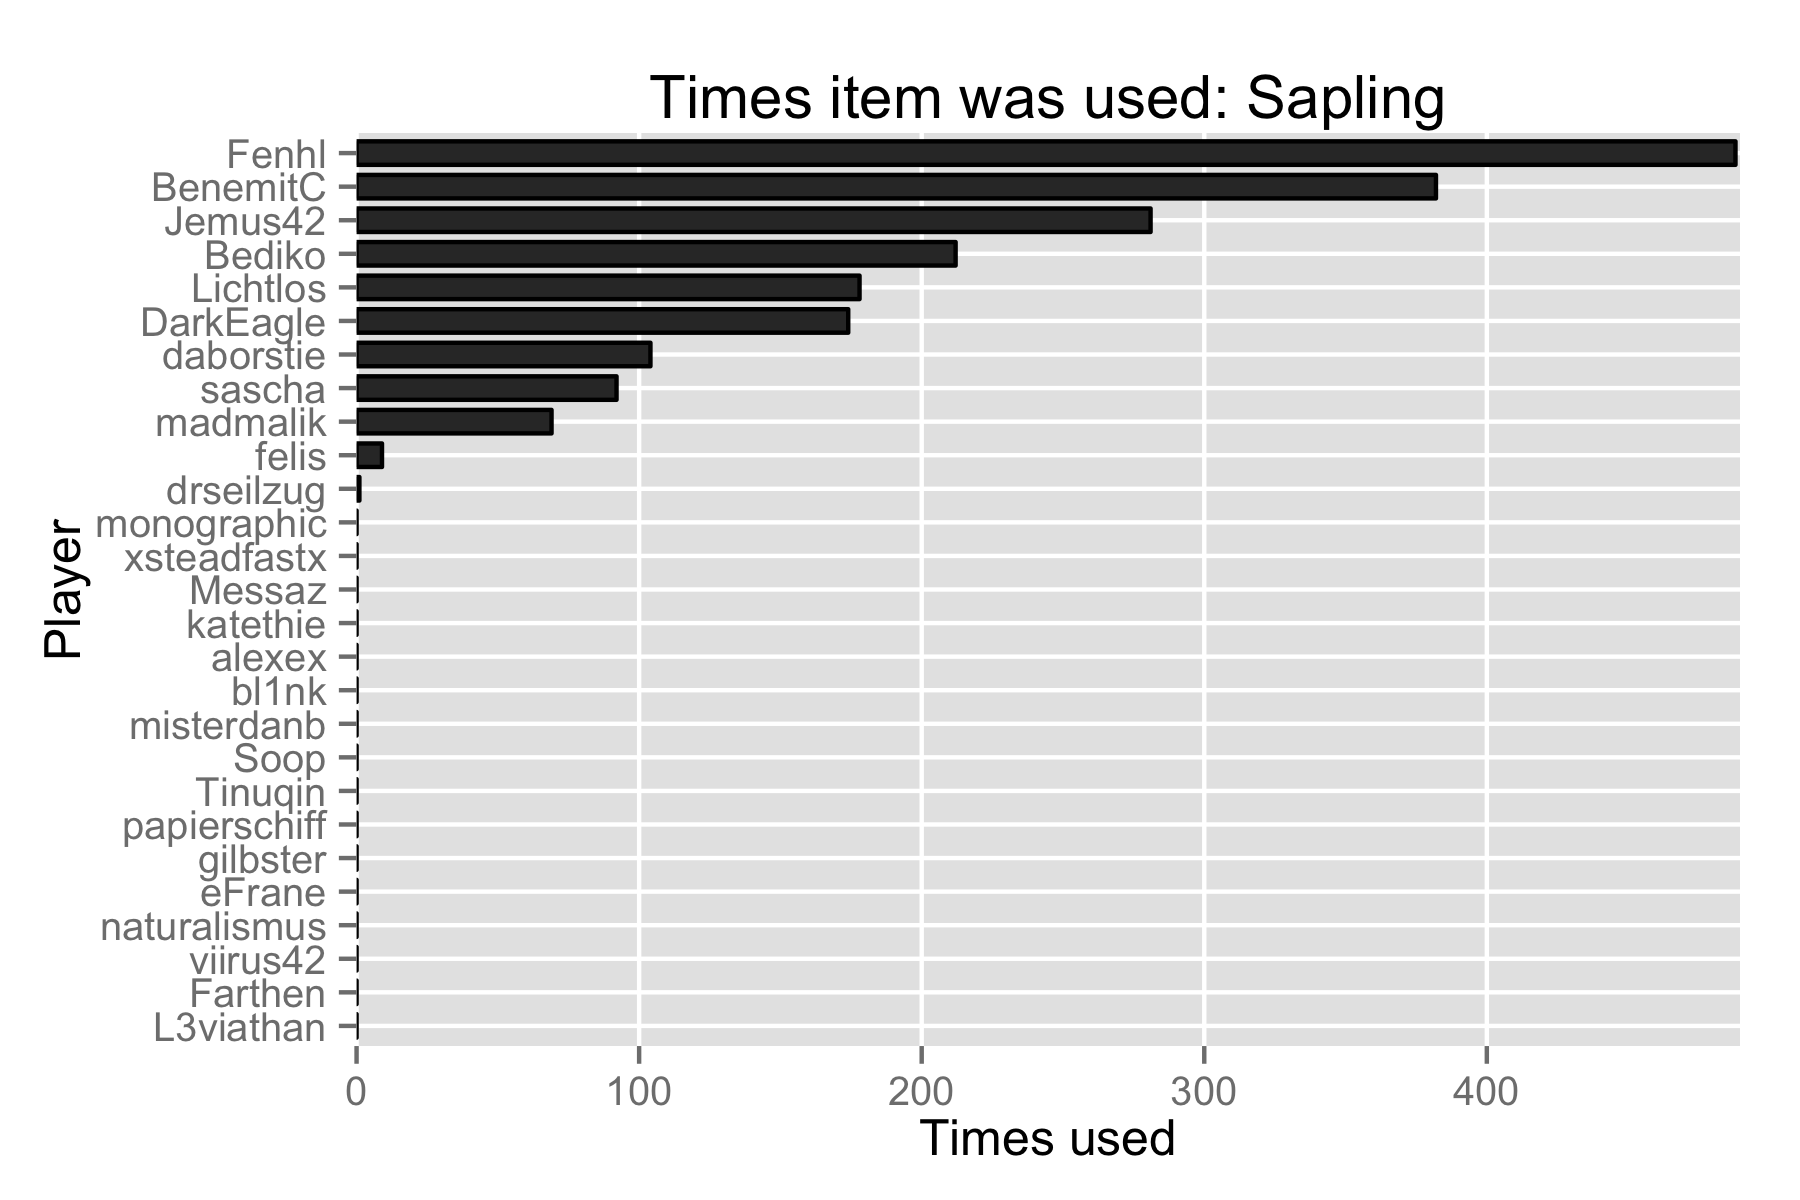 Times item was used: Sapling
Fenhl
BenemitC
Jemus42
Bediko
Lichtlos
DarkEagle
daborstie
sascha
madmalik
felis
drseilzug
monographic
xsteadfastx
Messaz
katethie
alexex
bl1nk
misterdanb
Soop
Tinuqin
papierschiff
gilbster
eFrane
naturalismus
viirus42
Farthen
L3viathan
Player
0 100 200 300 400
Times used